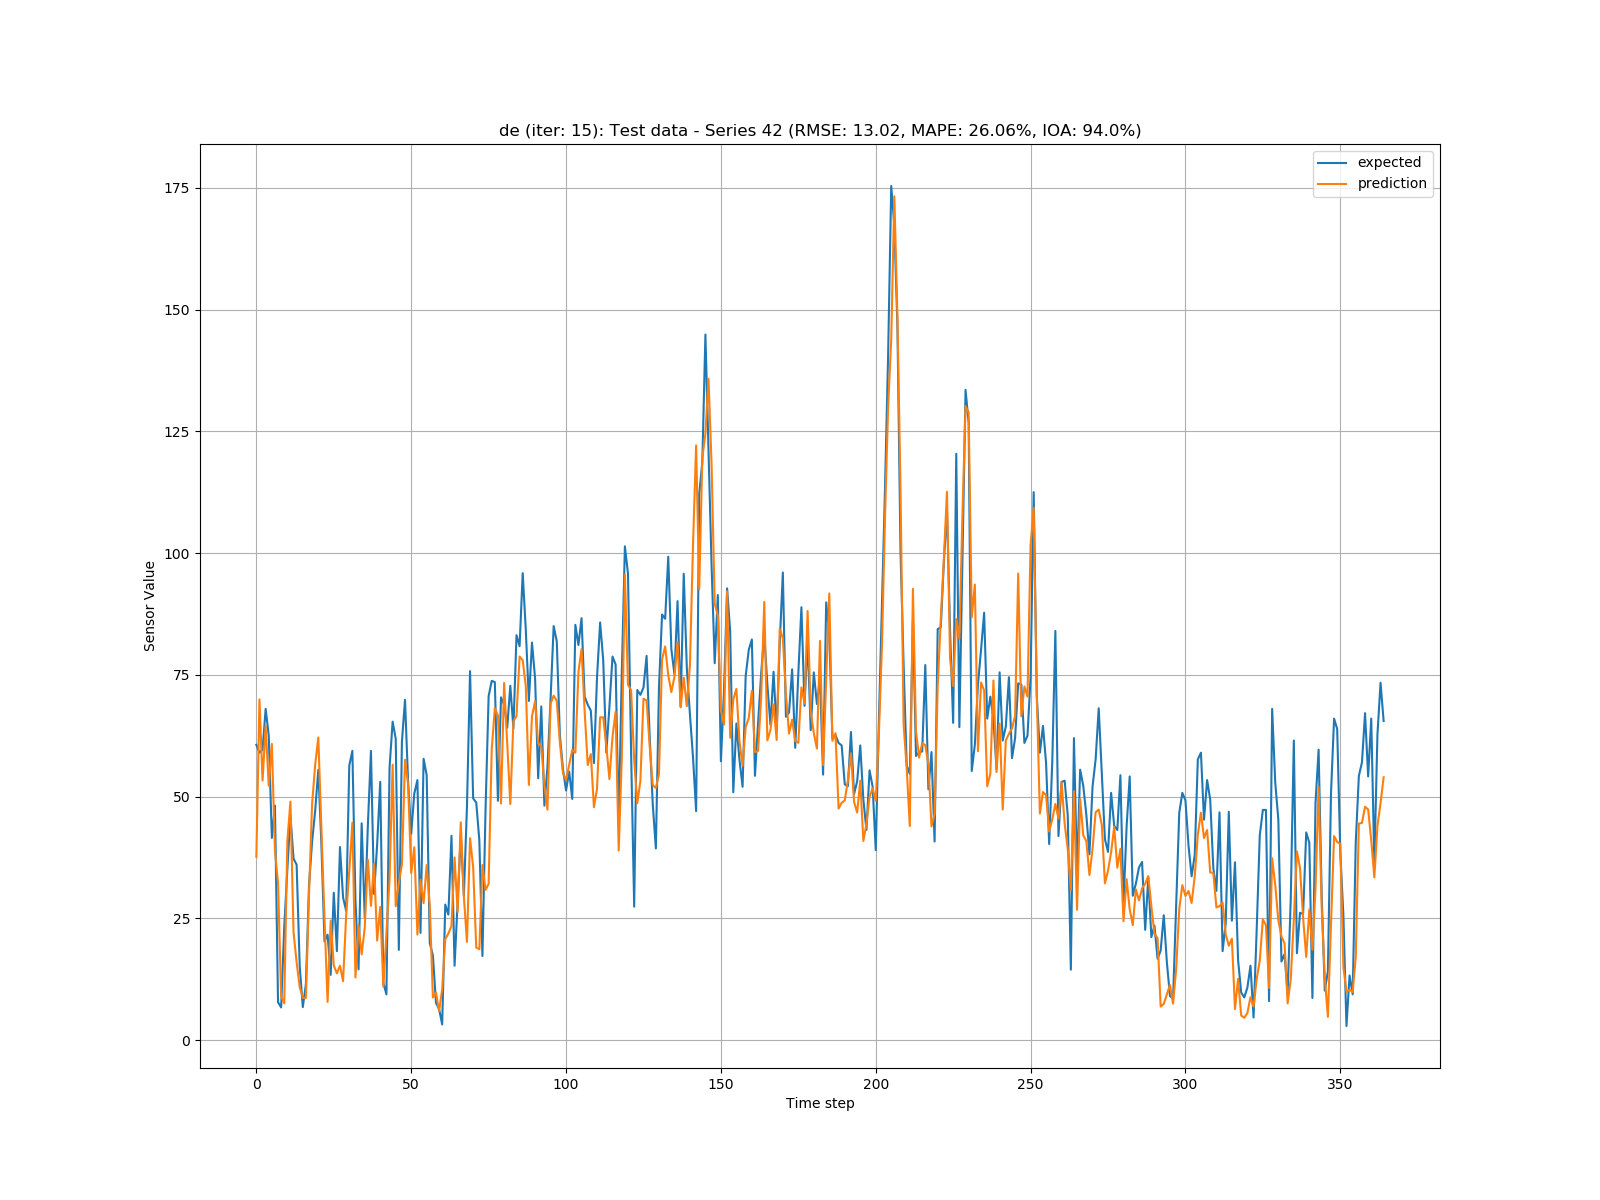 de (iter: 15): Test data - Series 42 (RMSE: 13.02, MAPE: 26.06%, IOA: 94.0%)
expected
prediction
175
150
125
100
75
50
25
0
Sensor Value
0 50 100 150 200 250 300 350
Time step